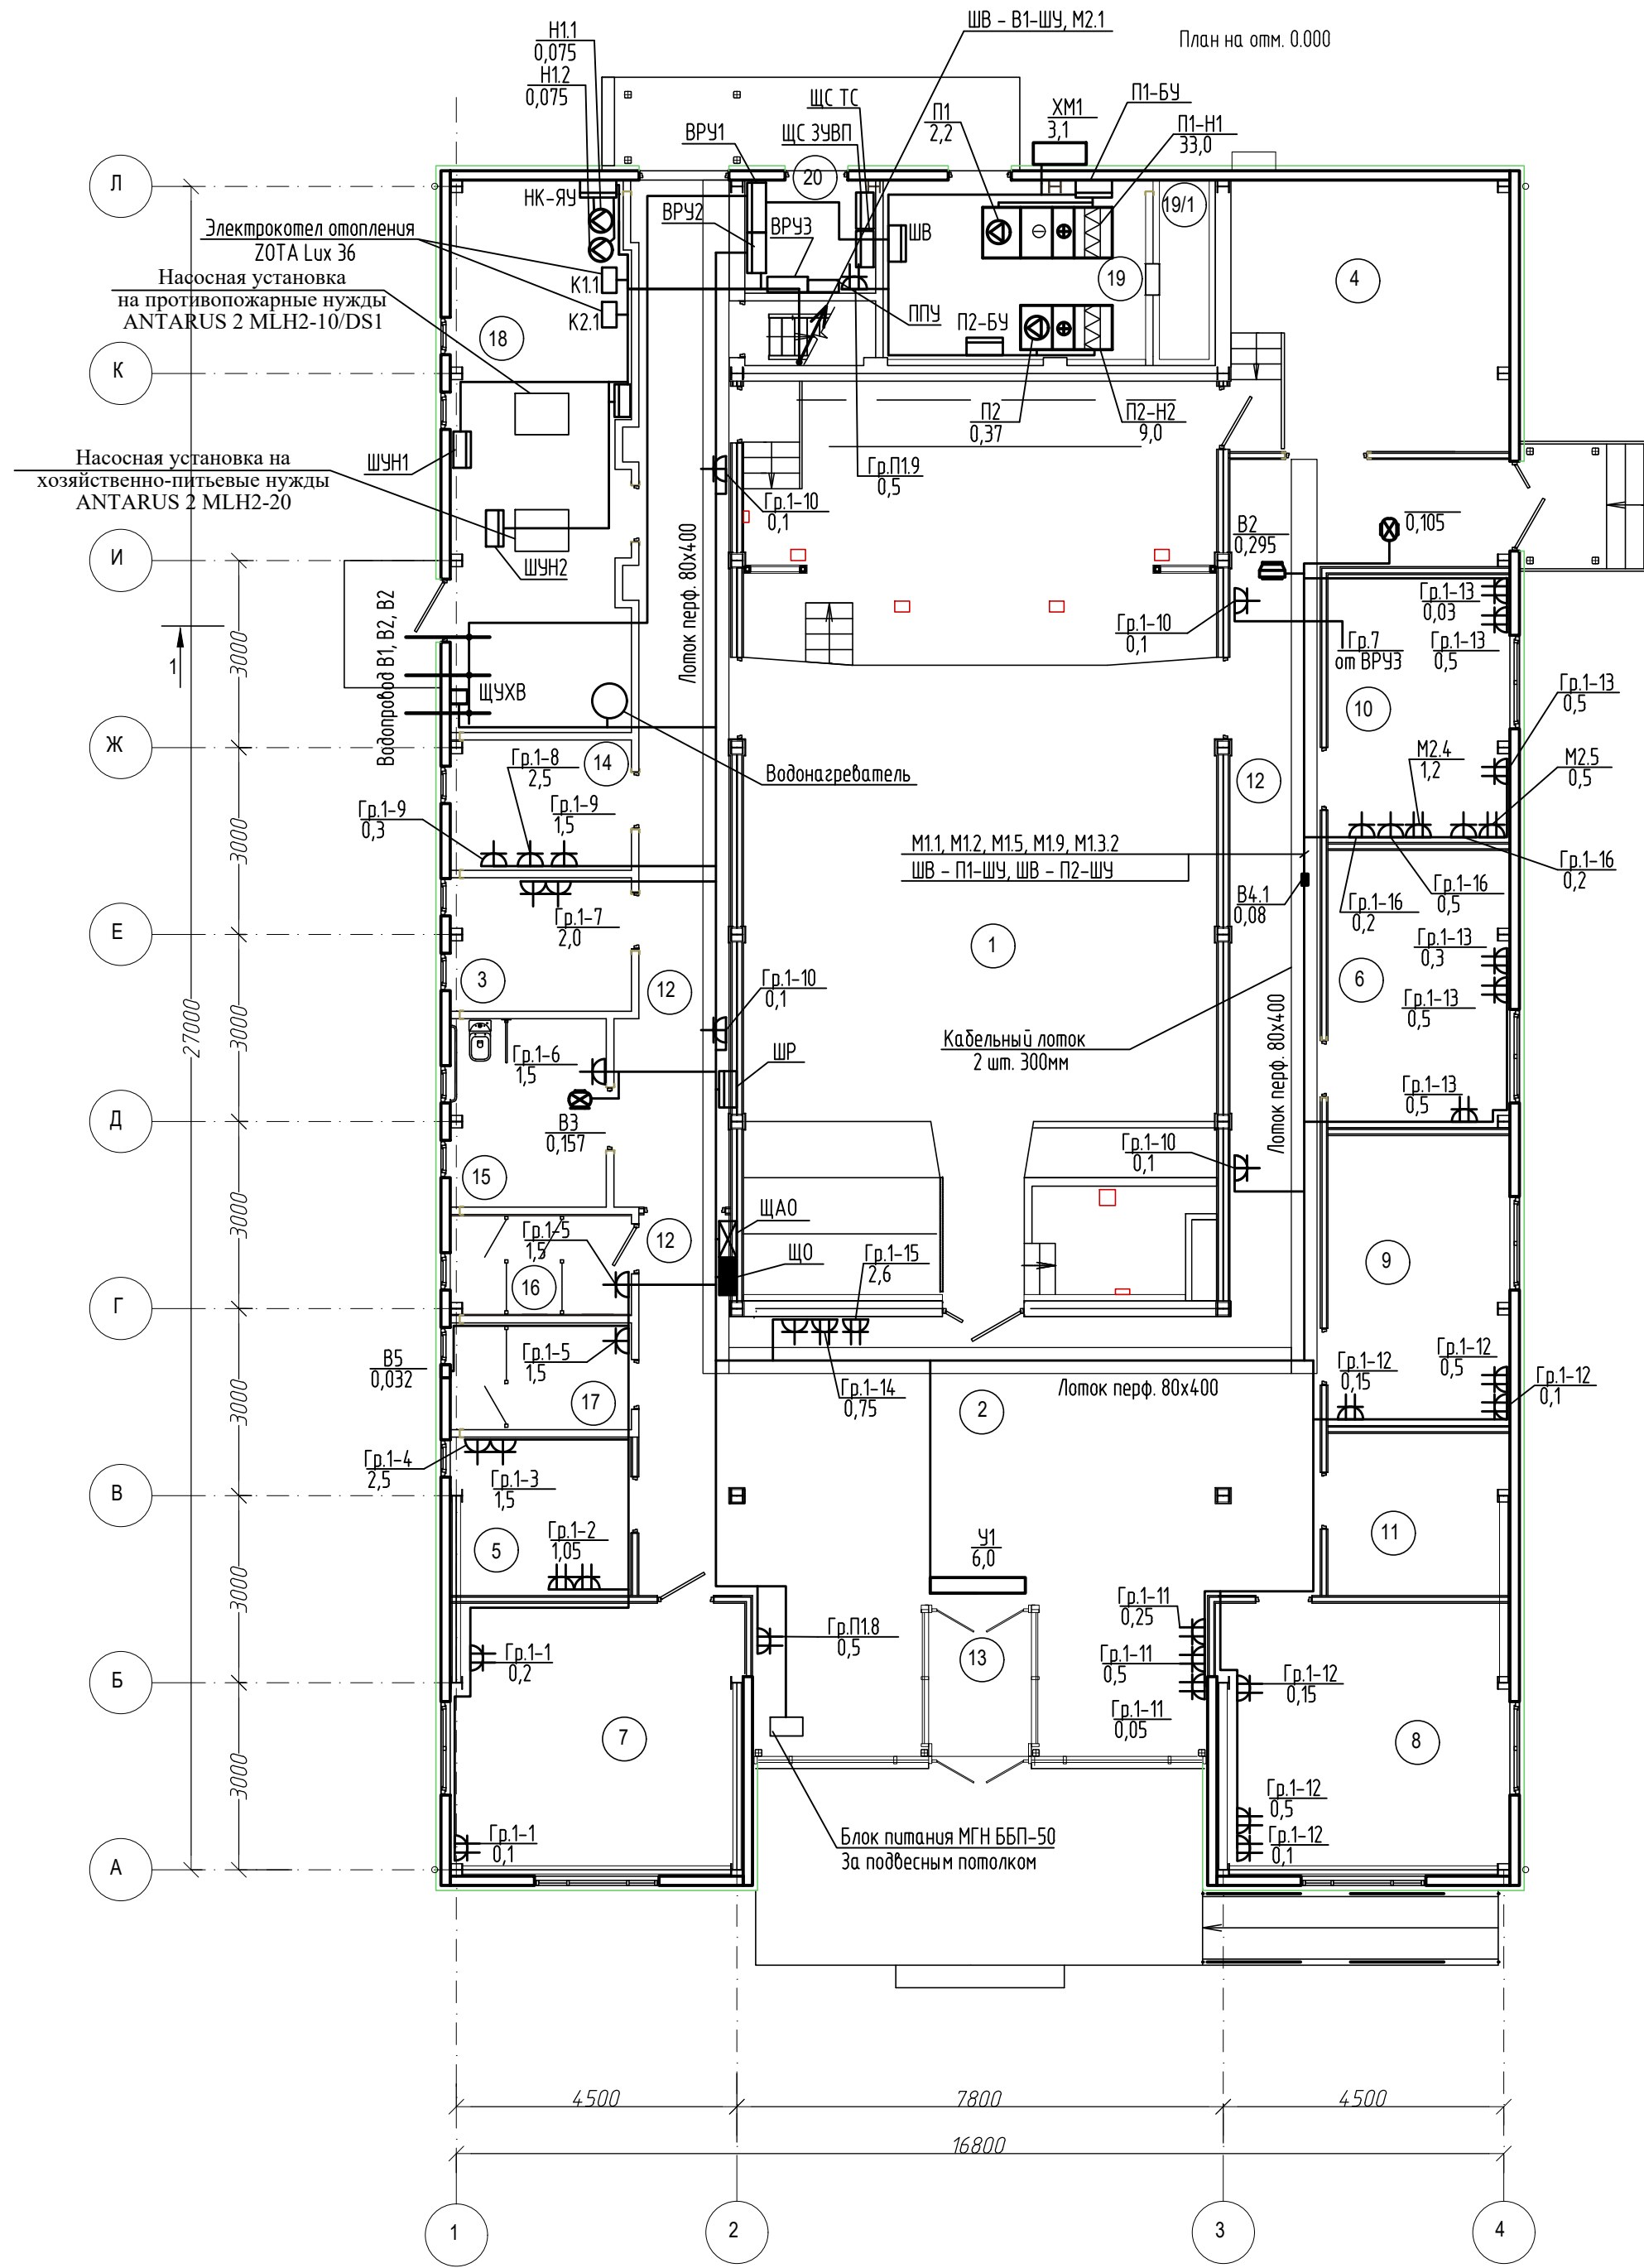 План на отм. 0.000
ШВ - В1-ШУ, М2.1
Н1.1
0,075
Н1.2
0,075
ЩС ТС
ЩС ЗУВП
ВРУ1
П1
2,2
ХМ1
3,1
П1-БУ
П1-Н1
33,0
Л
20
19/1
НК-ЯУ
ВРУ2
ВРУ3
ШВ
Электрокотел отопления
ZOTA Lux 36
Насосная установка
на противопожарные нужды
ANTARUS 2 MLH2-10/DS1
К1.1
К2.1
19
4
18
ППУ
П2-БУ
К
П2
0,37
П2-Н2
9,0
Насосная установка на
хозяйственно-питьевые нужды
ANTARUS 2 MLH2-20
ШУН1
Гр.П1.9
0,5
Гр.1-10
0,1
В2
0,295
0,105
И
ШУН2
Лоток перф. 80х400
Водопровод В1, В2, В2
Гр.1-13
0,03
Гр.1-10
0,1
Гр.7
от ВРУ3
Гр.1-13
0,5
1
3000
ЩУХВ
Гр.1-13
0,5
10
Ж
14
Гр.1-8
2,5
Водонагреватель
12
М2.4
1,2
М2.5
0,5
Гр.1-9
0,3
Гр.1-9
1,5
3000
М1.1, М1.2, М1.5, М1.9, М1.3.2
ШВ - П1-ШУ, ШВ - П2-ШУ
Гр.1-16
0,2
В4.1
0,08
Гр.1-16
0,2
Гр.1-16
0,5
Гр.1-7
2,0
Е
1
Гр.1-13
0,3
3
12
Гр.1-10
0,1
6
Гр.1-13
0,5
27000
3000
Кабельный лоток
2 шт. 300мм
Лоток перф. 80х400
Гр.1-6
1,5
ШР
Гр.1-13
0,5
Д
В3
0,157
Гр.1-10
0,1
15
3000
ЩАО
Гр.1-5
1,5
12
ЩО
Гр.1-15
2,6
9
16
Г
В5
0,032
Гр.1-5
1,5
Гр.1-12
0,15
Гр.1-12
0,5
Гр.1-12
0,1
3000
17
Гр.1-14
0,75
2
Лоток перф. 80х400
Гр.1-4
2,5
Гр.1-3
1,5
В
Гр.1-2
1,05
5
У1
6,0
11
3000
Гр.1-11
0,25
Гр.П1.8
0,5
Гр.1-1
0,2
13
Гр.1-11
0,5
Гр.1-12
0,15
Б
Гр.1-11
0,05
7
8
3000
Гр.1-12
0,5
Гр.1-1
0,1
Блок питания МГН ББП-50
За подвесным потолком
Гр.1-12
0,1
А
4500
7800
4500
16800
1
2
3
4